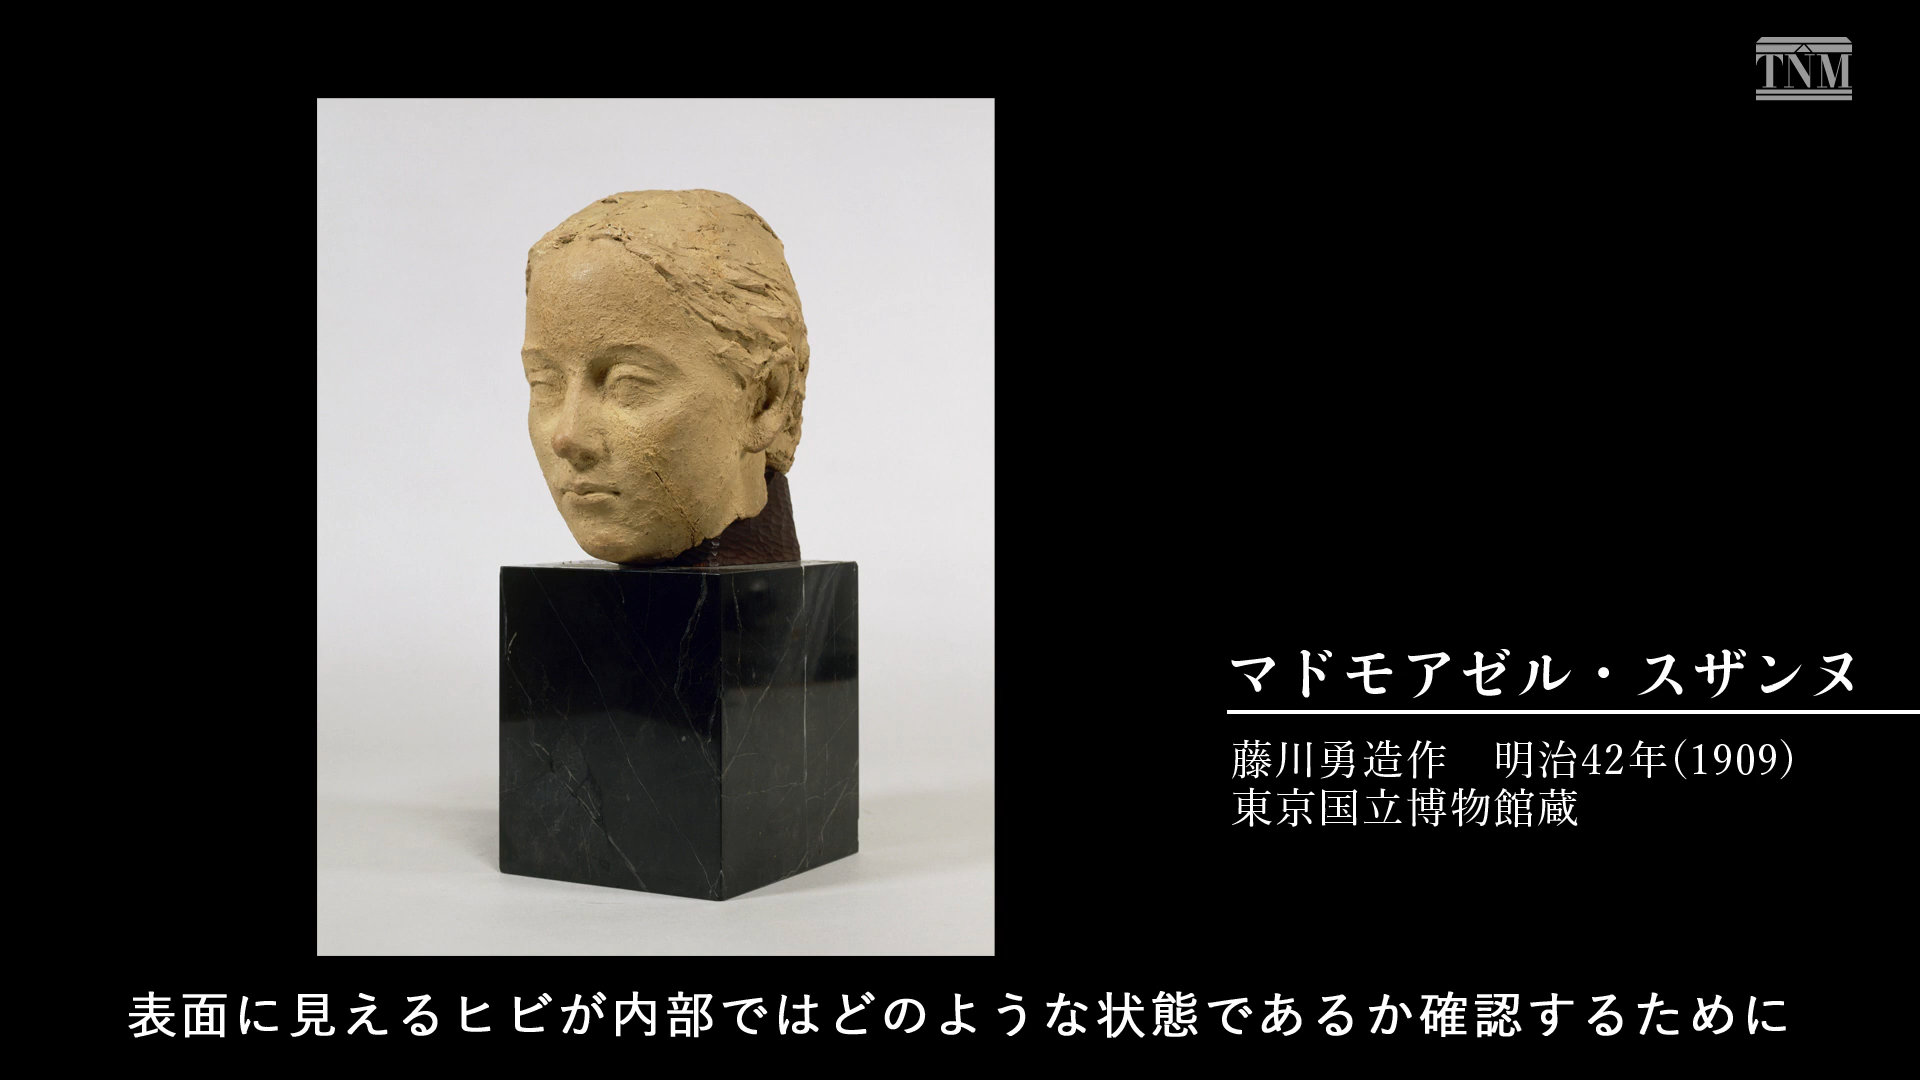 TNM
マドモアゼル・スザンヌ
藤川勇造作　明治42年(1909)
東京国立博物館蔵
表面に見えるヒビが内部ではどのような状態であるか確認するために